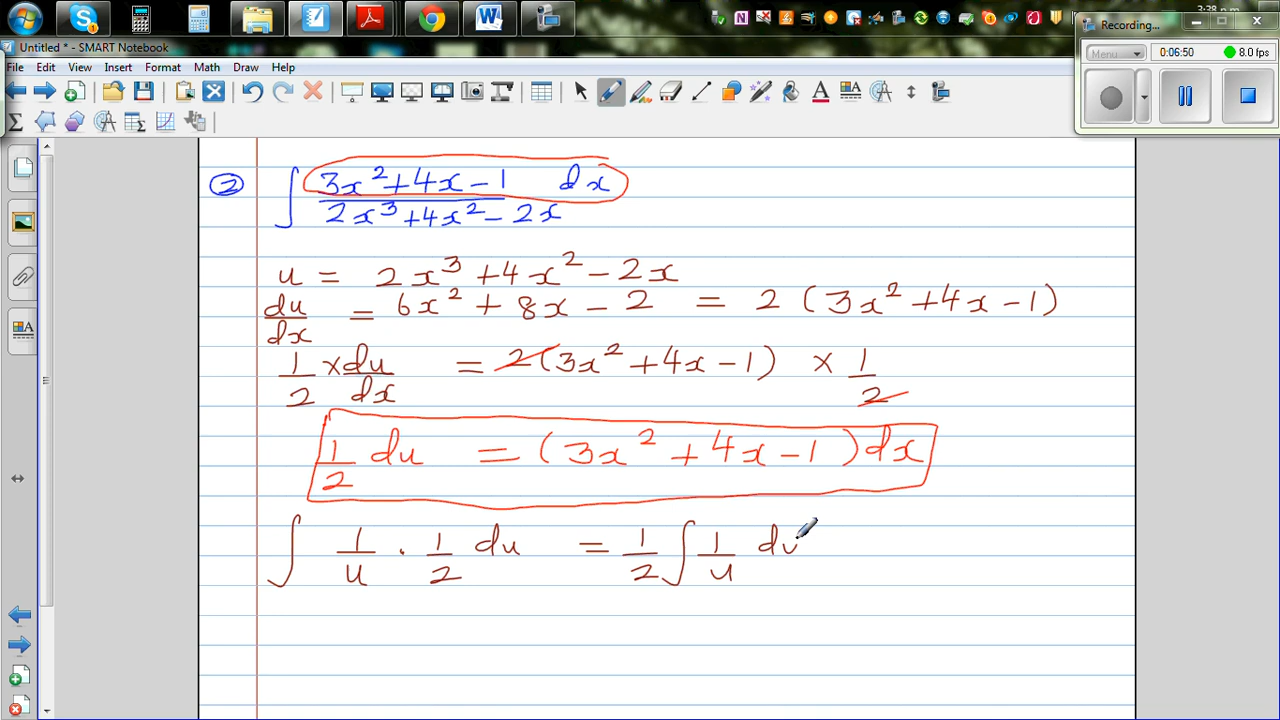 3:38 p.m.
Recording...
Untitled * - SMART Notebook
Menu
0:06:50
8.0 fps
File Edit View Insert Format Math Draw Help
② ∫ 3x²+4x-1 dx
2x³+4x²-2x
u = 2x³+4x²-2x
du/dx = 6x²+8x-2 = 2(3x²+4x-1)
1/2 × du/dx = 2(3x²+4x-1) × 1/2
1/2 du = (3x²+4x-1)dx
∫ 1/u · 1/2 du = 1/2 ∫ 1/u du